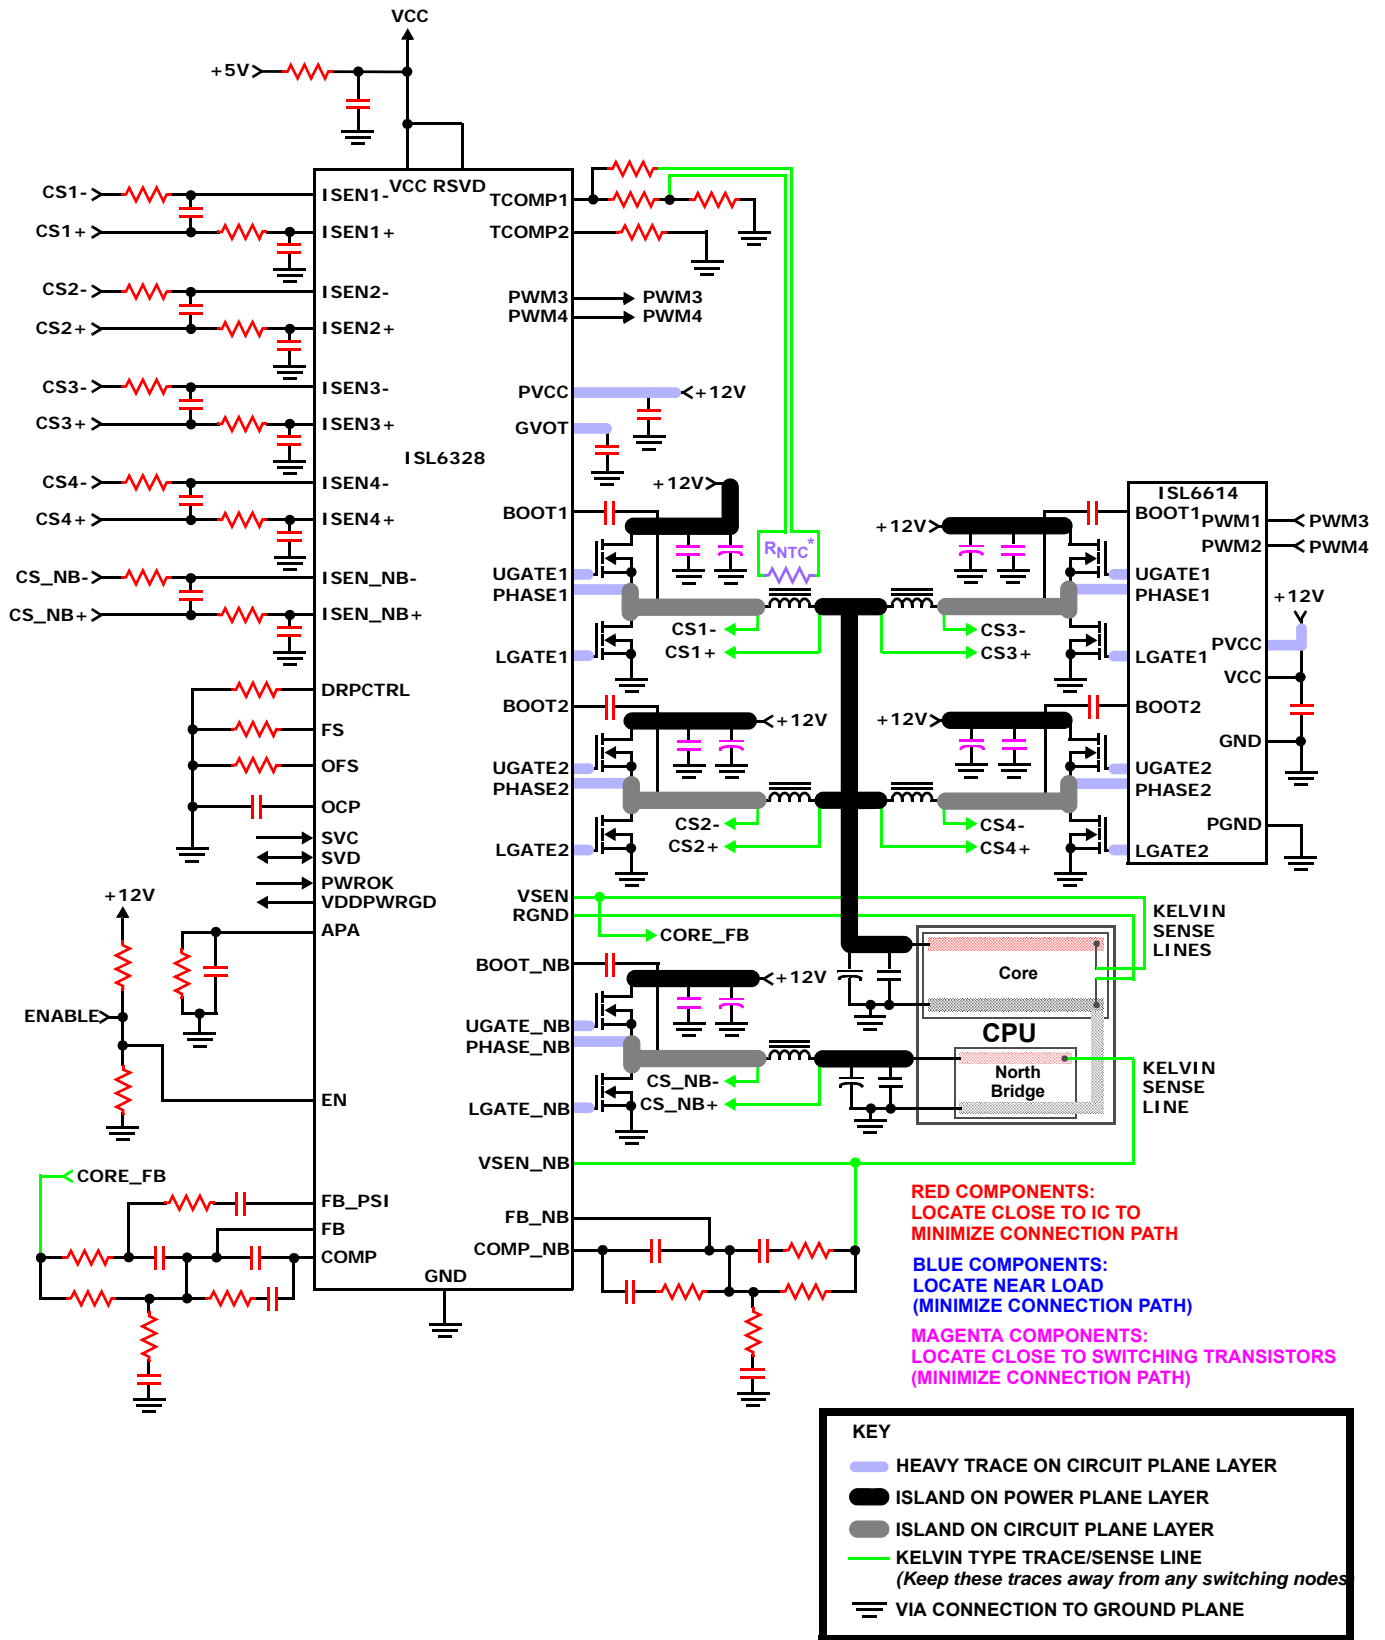 VCC
+5V
VCC RSVD
CS1-
ISEN1-
CS1+
ISEN1+
CS2-
ISEN2-
CS2+
ISEN2+
CS3-
ISEN3-
CS3+
ISEN3+
ISL6328
CS4-
ISEN4-
CS4+
ISEN4+
CS_NB-
ISEN_NB-
CS_NB+
ISEN_NB+
DRPCTRL
FS
OFS
OCP
SVC
SVD
PWROK
VDDPWRGD
+12V
APA
ENABLE
EN
CORE_FB
FB_PSI
FB
COMP
GND
TCOMP1
TCOMP2
PWM3
PWM3
PWM4
PWM4
PVCC
+12V
GVOT
+12V
BOOT1
UGATE1
PHASE1
LGATE1
RNTC*
CS1-
CS1+
BOOT2
+12V
UGATE2
PHASE2
LGATE2
CS2-
CS2+
VSEN
RGND
CORE_FB
BOOT_NB
+12V
UGATE_NB
PHASE_NB
LGATE_NB
CS_NB-
CS_NB+
VSEN_NB
FB_NB
COMP_NB
ISL6614
+12V
BOOT1
PWM1
PWM3
PWM2
PWM4
UGATE1
PHASE1
+12V
CS3-
CS3+
LGATE1
PVCC
VCC
BOOT2
+12V
GND
UGATE2
PHASE2
CS4-
CS4+
PGND
LGATE2
KELVIN
SENSE
LINES
Core
CPU
North
Bridge
KELVIN
SENSE
LINE
RED COMPONENTS:
LOCATE CLOSE TO IC TO
MINIMIZE CONNECTION PATH
BLUE COMPONENTS:
LOCATE NEAR LOAD
(MINIMIZE CONNECTION PATH)
MAGENTA COMPONENTS:
LOCATE CLOSE TO SWITCHING TRANSISTORS
(MINIMIZE CONNECTION PATH)
KEY
HEAVY TRACE ON CIRCUIT PLANE LAYER
ISLAND ON POWER PLANE LAYER
ISLAND ON CIRCUIT PLANE LAYER
KELVIN TYPE TRACE/SENSE LINE
(Keep these traces away from any switching nodes
VIA CONNECTION TO GROUND PLANE